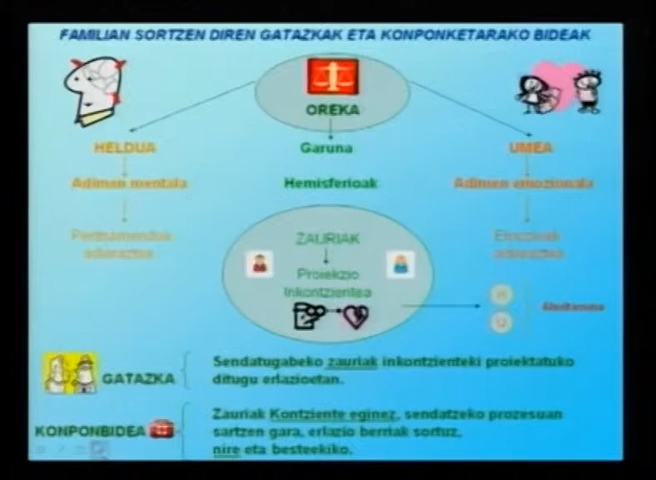 FAMILIAN SORTZEN DIREN GATAZKAK ETA KONPONKETARAKO BIDEAK
OREKA
HELDUA
Garuna
UMEA
Adimen mentala
Hemisferioak
Adimen emozionala
Pentsamendua
adierazten
ZAURIAK
Emozioak
adierazten
Proiekzio
Inkontzientea
H
U
GATAZKA
Sendatugabeko zauriak inkontzienteki proiektatuko
ditugu erlazioetan.
KONPONBIDEA
Zauriak Kontziente eginez, sendatzeko prozesuan
sartzen gara, erlazio berriak sortuz,
nire eta besteekiko.